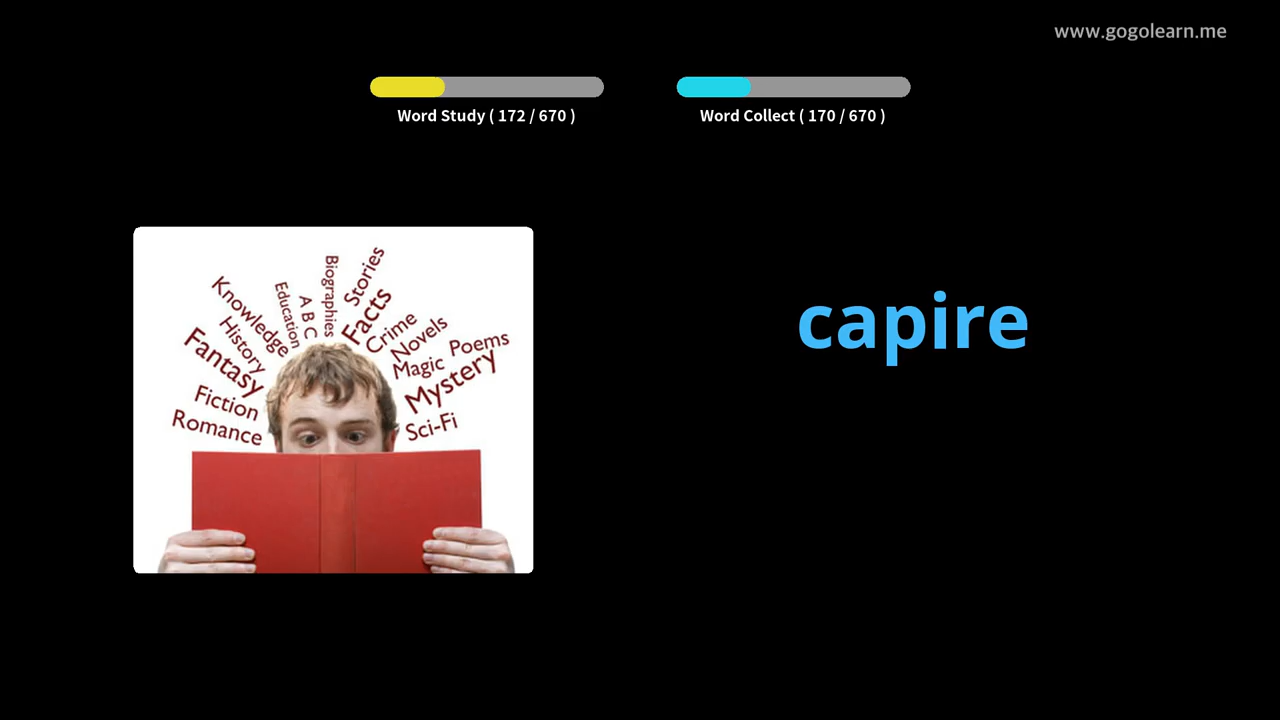 www.gogolearn.me
Word Study ( 172 / 670 )
Word Collect ( 170 / 670 )
capire
Knowledge
Education
A B C
Biographies
Stories
Facts
Crime
Novels
Poems
Magic
Mystery
Sci-Fi
History
Fantasy
Fiction
Romance